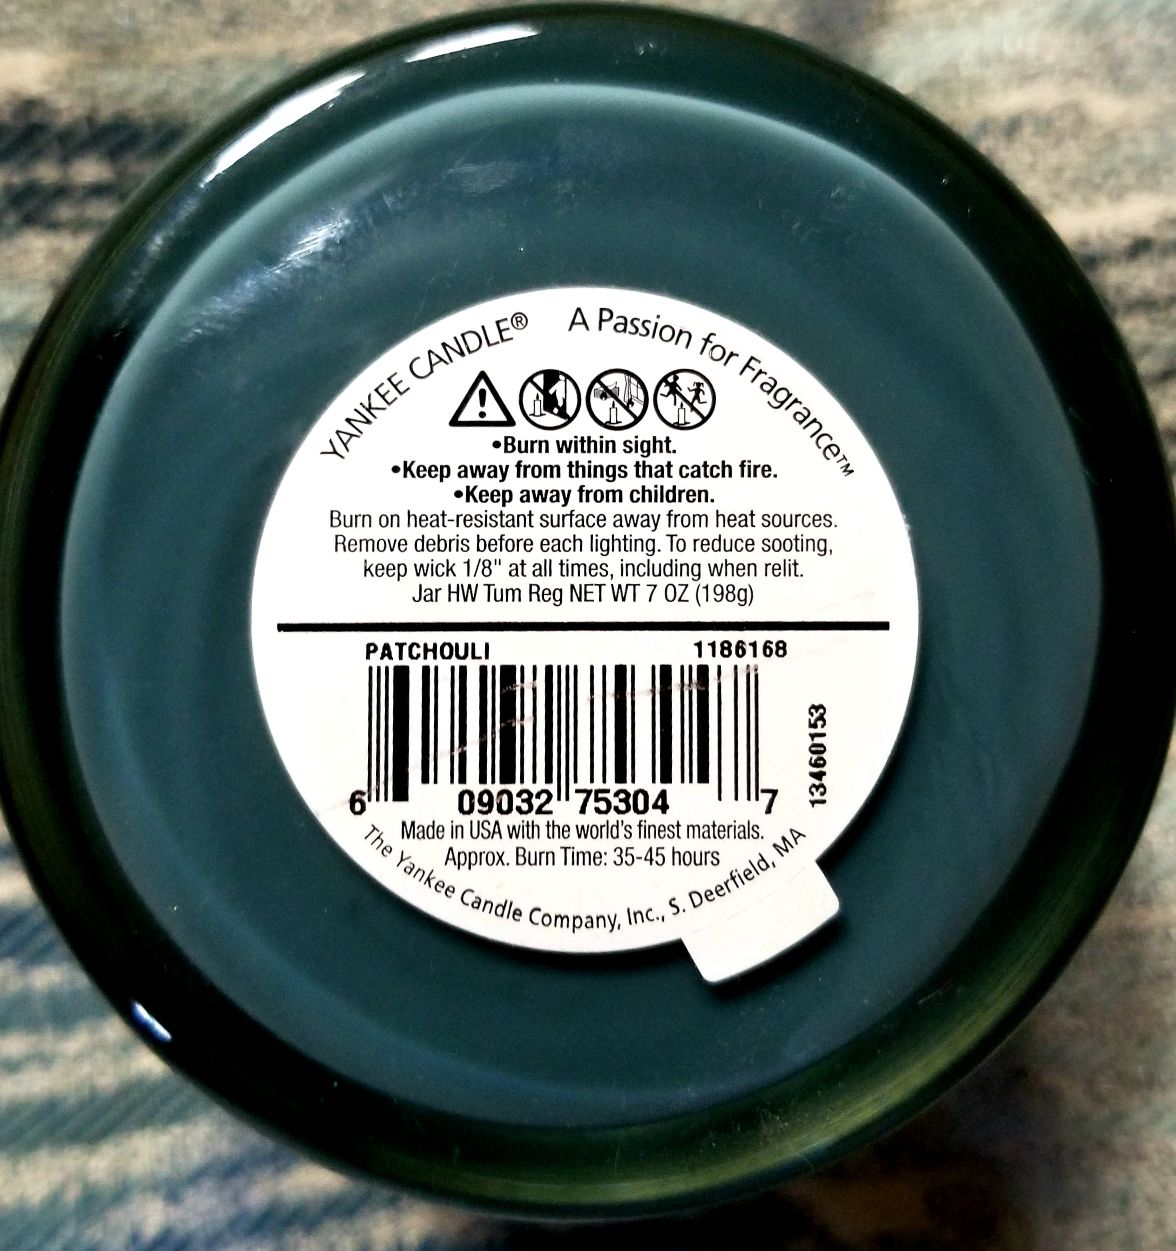 YANKEE CANDLE® A Passion for Fragrance™
•Burn within sight.
•Keep away from things that catch fire.
•Keep away from children.
Burn on heat-resistant surface away from heat sources.
Remove debris before each lighting. To reduce sooting,
keep wick 1/8" at all times, including when relit.
Jar HW Tum Reg NET WT 7 OZ (198g)
PATCHOULI 1186168
13460153
6 09032 75304 7
Made in USA with the world's finest materials.
Approx. Burn Time: 35-45 hours
The Yankee Candle Company, Inc., S. Deerfield, MA